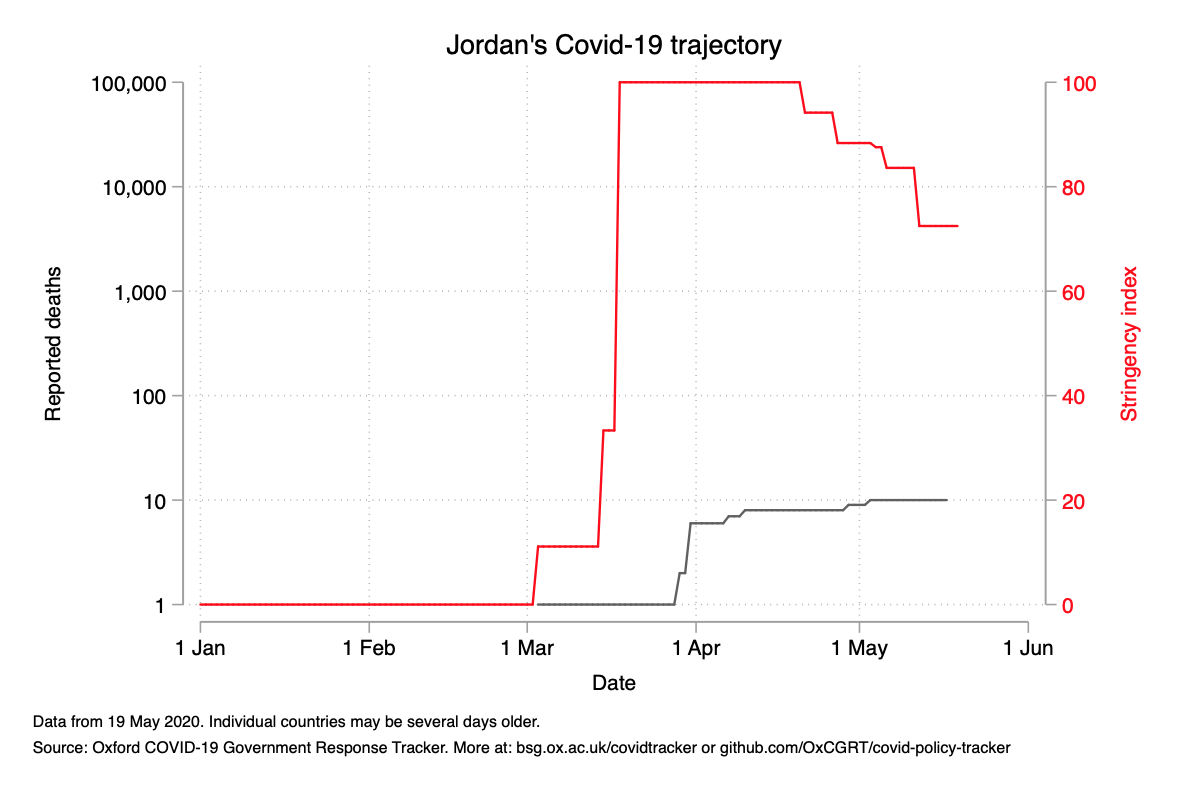 Jordan's Covid-19 trajectory
100,000
10,000
1,000
100
10
1
Reported deaths
100
80
60
40
20
0
Stringency index
1 Jan
1 Feb
1 Mar
1 Apr
1 May
1 Jun
Date
Data from 19 May 2020. Individual countries may be several days older.
Source: Oxford COVID-19 Government Response Tracker. More at: bsg.ox.ac.uk/covidtracker or github.com/OxCGRT/covid-policy-tracker